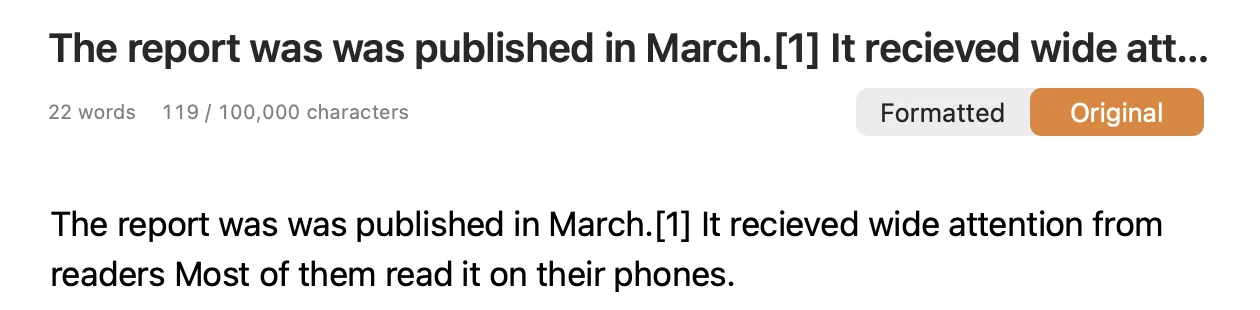 The report was was published in March.[1] It recieved wide att...
22 words 119 / 100,000 characters
Formatted Original
The report was was published in March.[1] It recieved wide attention from
readers Most of them read it on their phones.